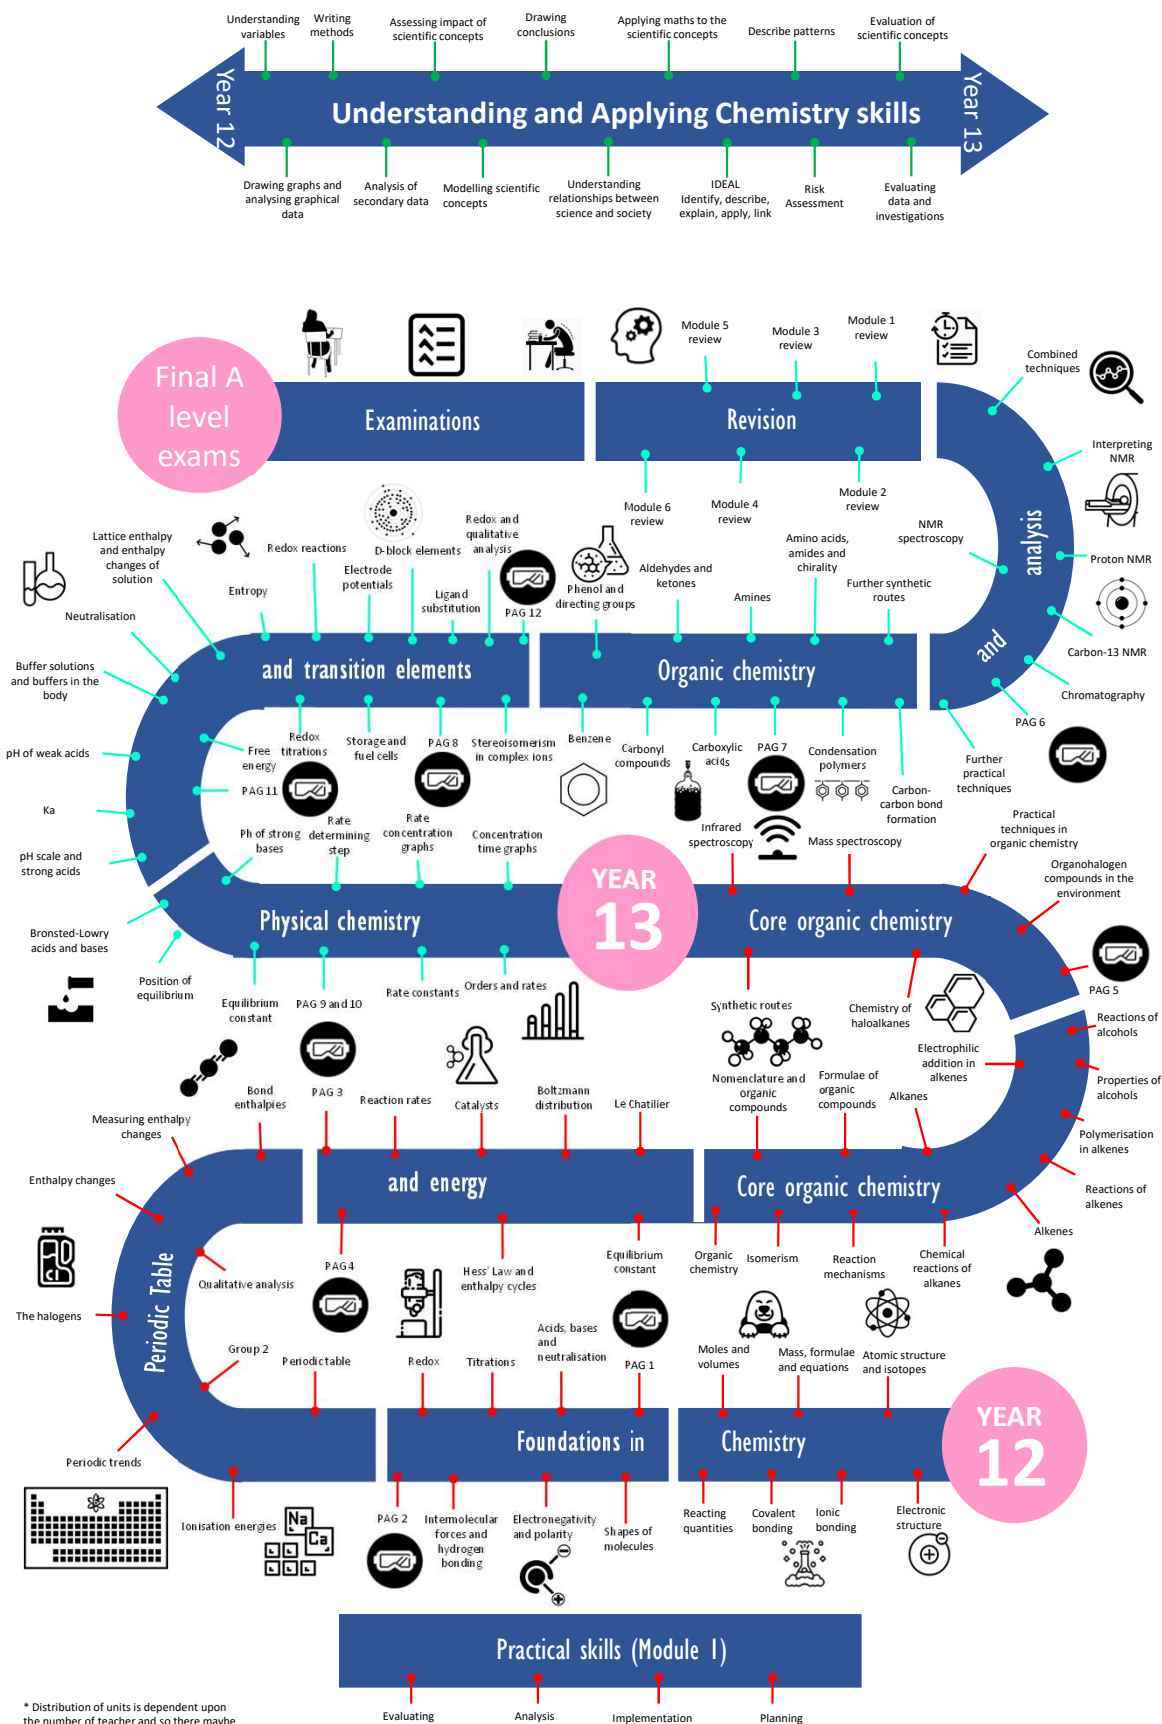 Understanding
variables
Writing
methods
Assessing impact of
scientific concepts
Drawing
conclusions
Applying maths to the
scientific concepts
Describe patterns
Evaluation of
scientific concepts
Year 12
Understanding and Applying Chemistry skills
Year 13
Drawing graphs and
analysing graphical
data
Analysis of
secondary data
Modelling scientific
concepts
Understanding
relationships between
science and society
IDEAL
Identify, describe,
explain, apply, link
Risk
Assessment
Evaluating
data and
investigations
Module 5
review
Module 3
review
Module 1
review
Combined
techniques
Final A
level
exams
Examinations
Revision
Interpreting
NMR
Module 6
review
Module 4
review
Module 2
review
NMR
spectroscopy
analysis
and
Proton NMR
Carbon-13 NMR
Chromatography
PAG 6
Further
practical
techniques
Lattice enthalpy
and enthalpy
changes of
solution
Entropy
Redox reactions
D-block elements
Electrode
potentials
Redox and
qualitative
analysis
Ligand
substitution
PAG 12
Phenol and
directing groups
Aldehydes and
ketones
Amines
Amino acids,
amides and
chirality
Further synthetic
routes
Neutralisation
Buffer solutions
and buffers in the
body
pH of weak acids
Ka
pH scale and
strong acids
and transition elements
Organic chemistry
Free
energy
PAG 11
Redox
titrations
Storage and
fuel cells
PAG 8
Stereoisomerism
in complex ions
Benzene
Carbonyl
compounds
Carboxylic
acids
PAG 7
Condensation
polymers
Carbon-
carbon bond
formation
Ph of strong
bases
Rate
determining
step
Rate
concentration
graphs
Concentration
time graphs
Infrared
spectroscopy
Mass spectroscopy
Practical
techniques in
organic chemistry
Organohalogen
compounds in the
environment
Physical chemistry
YEAR
13
Core organic chemistry
Bronsted-Lowry
acids and bases
Position of
equilibrium
Equilibrium
constant
PAG 9 and 10
Rate constants
Orders and rates
Synthetic routes
Chemistry of
haloalkanes
PAG 5
Reactions of
alcohols
Electrophilic
addition in
alkenes
Properties of
alcohols
Polymerisation
in alkenes
Reactions of
alkenes
Alkenes
Measuring enthalpy
changes
Bond
enthalpies
PAG 3
Reaction rates
Catalysts
Boltzmann
distribution
Le Chatilier
Nomenclature and
organic
compounds
Formulae of
organic
compounds
Alkanes
Enthalpy changes
and energy
Core organic chemistry
Periodic Table
Qualitative analysis
PAG 4
Hess' Law and
enthalpy cycles
Equilibrium
constant
Organic
chemistry
Isomerism
Reaction
mechanisms
Chemical
reactions of
alkanes
Cl
The halogens
Group 2
Periodic table
Redox
Titrations
Acids, bases
and
neutralisation
PAG 1
Moles and
volumes
Mass, formulae
and equations
Atomic structure
and isotopes
Foundations in
Chemistry
YEAR
12
Periodic trends
Ionisation energies
Na
Ca
PAG 2
Intermolecular
forces and
hydrogen
bonding
Electronegativity
and polarity
Shapes of
molecules
Reacting
quantities
Covalent
bonding
Ionic
bonding
Electronic
structure
Practical skills (Module 1)
Evaluating
Analysis
Implementation
Planning
* Distribution of units is dependent upon
the number of teacher and so there maybe